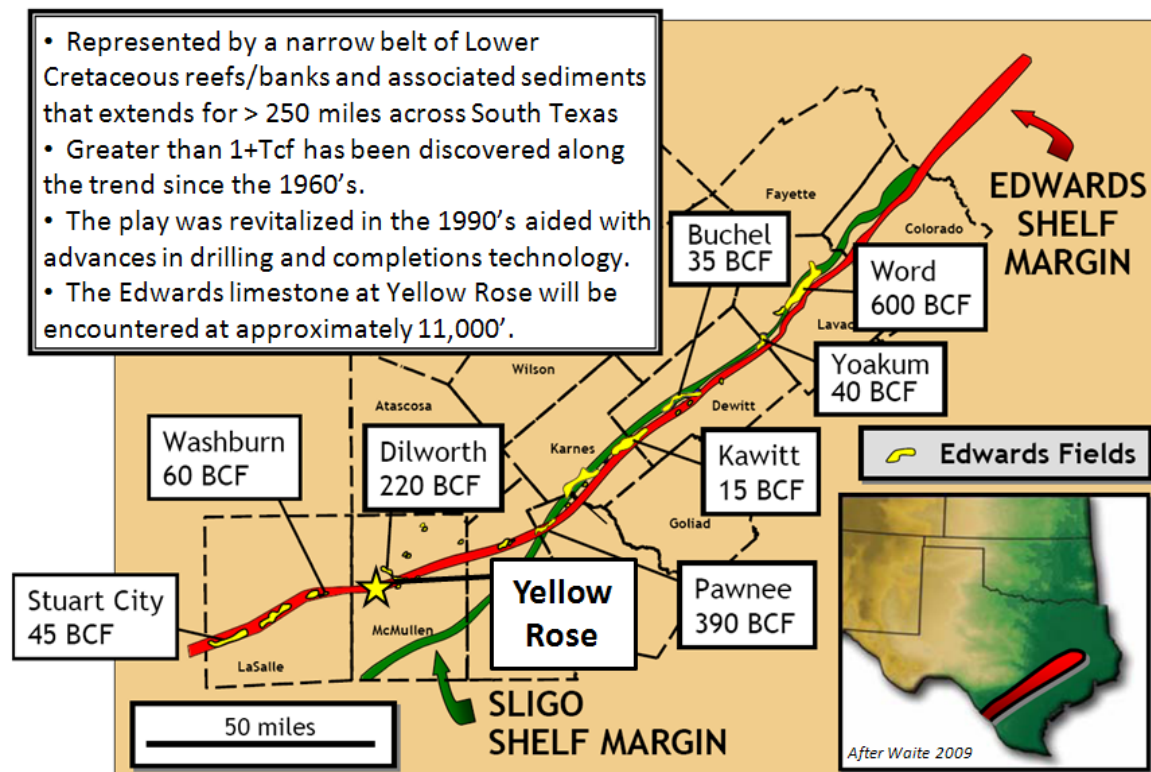 • Represented by a narrow belt of Lower
Cretaceous reefs/banks and associated sediments
that extends for > 250 miles across South Texas
• Greater than 1+Tcf has been discovered along
the trend since the 1960’s.
• The play was revitalized in the 1990’s aided with
advances in drilling and completions technology.
• The Edwards limestone at Yellow Rose will be
encountered at approximately 11,000’.
EDWARDS
SHELF
MARGIN
Fayette
Colorado
Buchel
35 BCF
Word
600 BCF
Lavac
Yoakum
40 BCF
Wilson
Atascosa
Dewitt
Washburn
60 BCF
Dilworth
220 BCF
Karnes
Kawitt
15 BCF
Edwards Fields
Goliad
Stuart City
45 BCF
Yellow
Rose
Pawnee
390 BCF
McMullen
LaSalle
SLIGO
SHELF MARGIN
50 miles
After Waite 2009